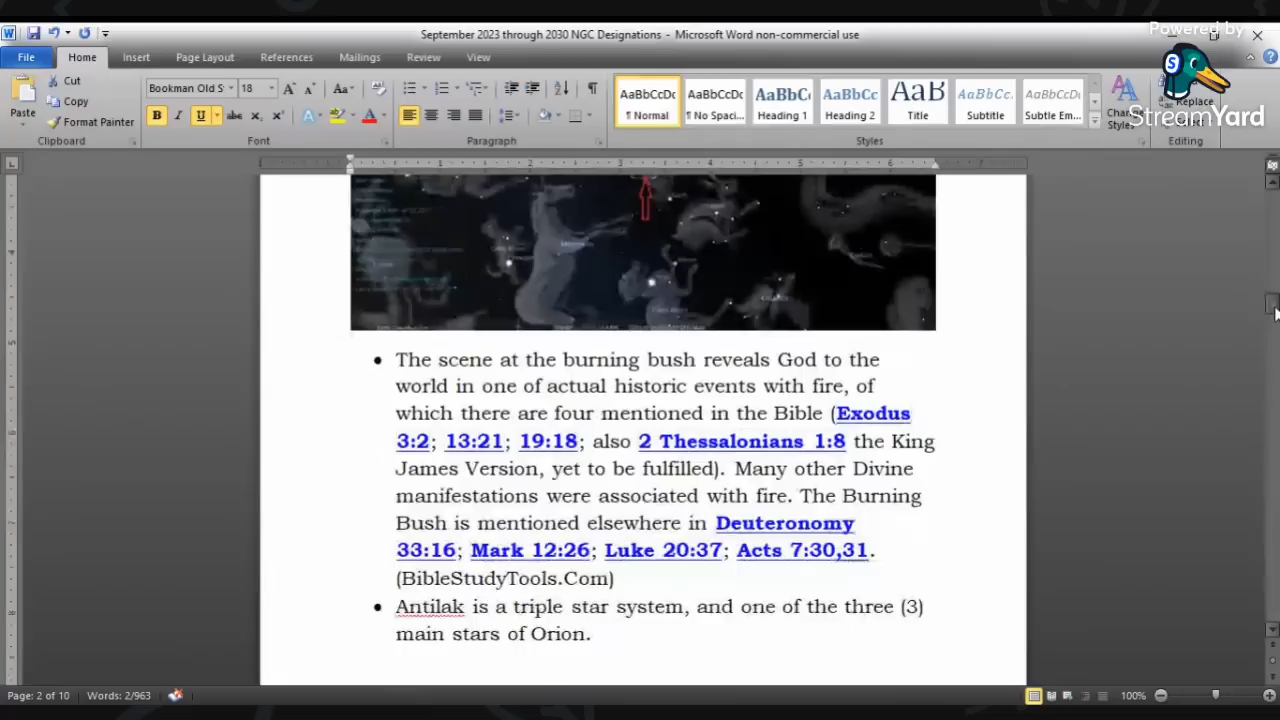 Powered by
StreamYard
September 2023 through 2030 NGC Designations - Microsoft Word non-commercial use
File Home Insert Page Layout References Mailings Review View
Cut
Copy
Format Painter
Paste
Bookman Old S 18
AaBbCcDc AaBbCcDc AaBbC AaBbCc AaB AaBbCc. AaBbCcDc
¶ Normal ¶ No Spaci... Heading 1 Heading 2 Title Subtitle Subtle Em...
Styles
Replace
Clipboard Font Paragraph Styles Editing
The scene at the burning bush reveals God to the
world in one of actual historic events with fire, of
which there are four mentioned in the Bible (Exodus
3:2; 13:21; 19:18; also 2 Thessalonians 1:8 the King
James Version, yet to be fulfilled). Many other Divine
manifestations were associated with fire. The Burning
Bush is mentioned elsewhere in Deuteronomy
33:16; Mark 12:26; Luke 20:37; Acts 7:30,31.
(BibleStudyTools.Com)
Antilak is a triple star system, and one of the three (3)
main stars of Orion.
Page: 2 of 10 Words: 2/963 100%